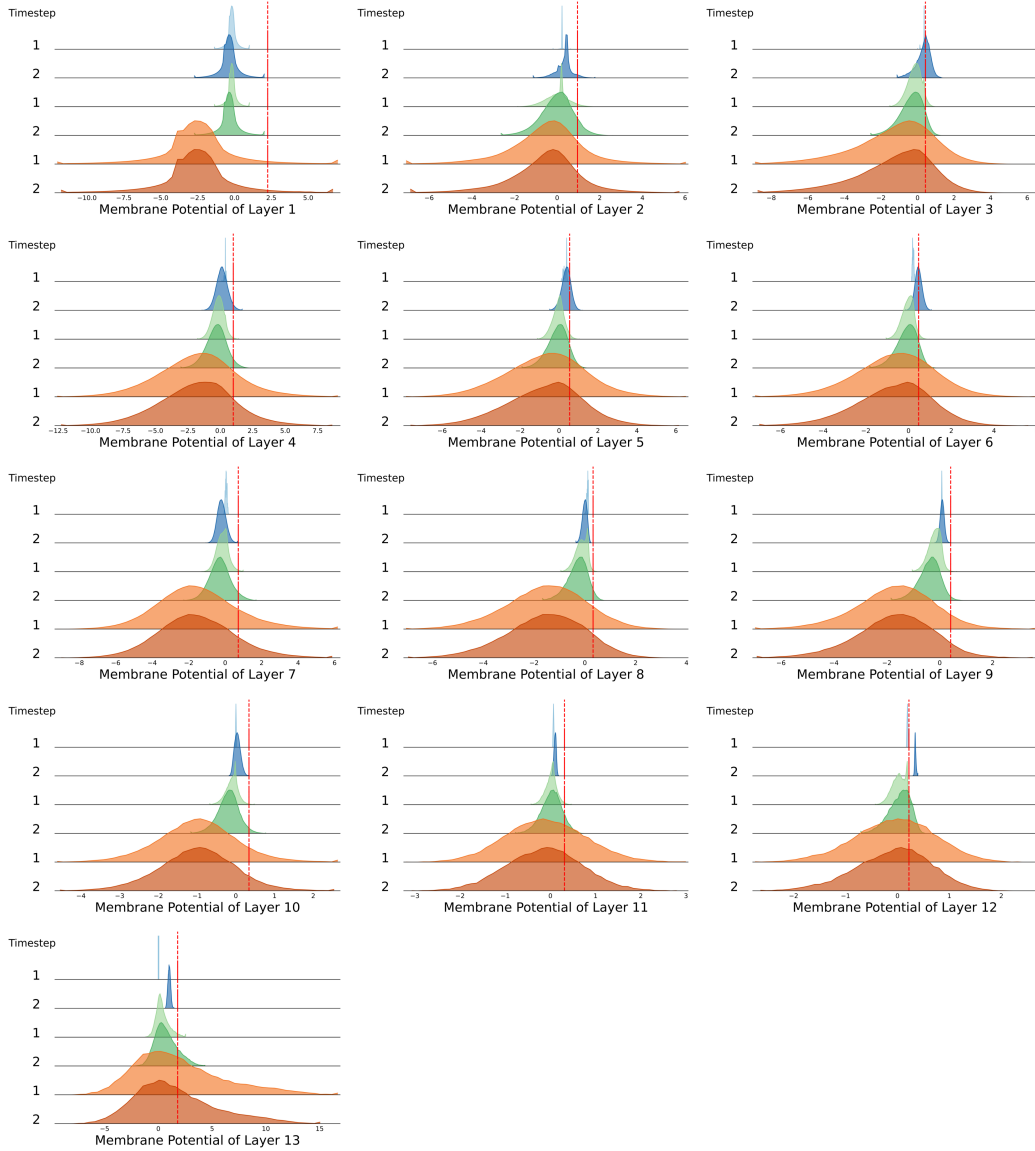 Timestep
1
2
1
2
1
2
−10.0 −7.5 −5.0 −2.5 0.0 2.5 5.0
Membrane Potential of Layer 1
Timestep
1
2
1
2
1
2
−6 −4 −2 0 2 4 6
Membrane Potential of Layer 2
Timestep
1
2
1
2
1
2
−8 −6 −4 −2 0 2 4 6
Membrane Potential of Layer 3
Timestep
1
2
1
2
1
2
−12.5 −10.0 −7.5 −5.0 −2.5 0.0 2.5 5.0 7.5
Membrane Potential of Layer 4
Timestep
1
2
1
2
1
2
−6 −4 −2 0 2 4 6
Membrane Potential of Layer 5
Timestep
1
2
1
2
1
2
−6 −4 −2 0 2 4
Membrane Potential of Layer 6
Timestep
1
2
1
2
1
2
−8 −6 −4 −2 0 2 4 6
Membrane Potential of Layer 7
Timestep
1
2
1
2
1
2
−6 −4 −2 0 2 4
Membrane Potential of Layer 8
Timestep
1
2
1
2
1
2
−6 −4 −2 0 2
Membrane Potential of Layer 9
Timestep
1
2
1
2
1
2
−4 −3 −2 −1 0 1 2
Membrane Potential of Layer 10
Timestep
1
2
1
2
1
2
−3 −2 −1 0 1 2 3
Membrane Potential of Layer 11
Timestep
1
2
1
2
1
2
−2 −1 0 1 2
Membrane Potential of Layer 12
Timestep
1
2
1
2
1
2
−5 0 5 10 15
Membrane Potential of Layer 13